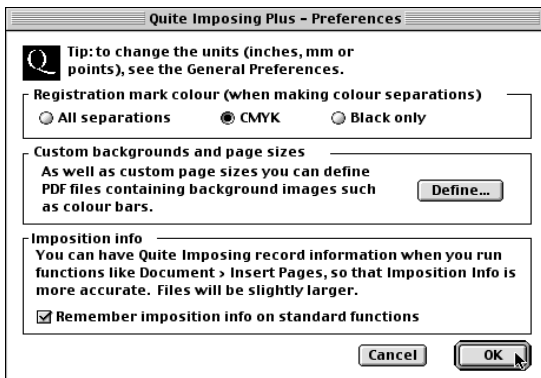 Quite Imposing Plus – Preferences
Q
Tip: to change the units (inches, mm or
points), see the General Preferences.
Registration mark colour (when making colour separations)
All separations CMYK Black only
Custom backgrounds and page sizes
As well as custom page sizes you can define
PDF files containing background images such
as colour bars.
Define...
Imposition info
You can have Quite Imposing record information when you run
functions like Document > Insert Pages, so that Imposition Info is
more accurate. Files will be slightly larger.
Remember imposition info on standard functions
Cancel OK